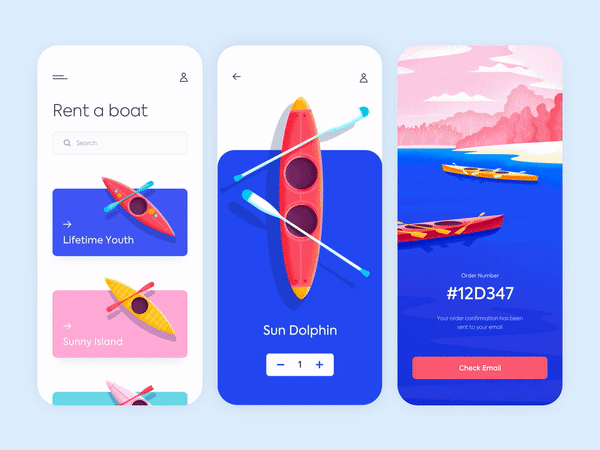 Rent a boat
Search
Lifetime Youth
Sunny Island
Sun Dolphin
1
Order Number
#12D347
Your order confirmation has been
sent to your email
Check Email